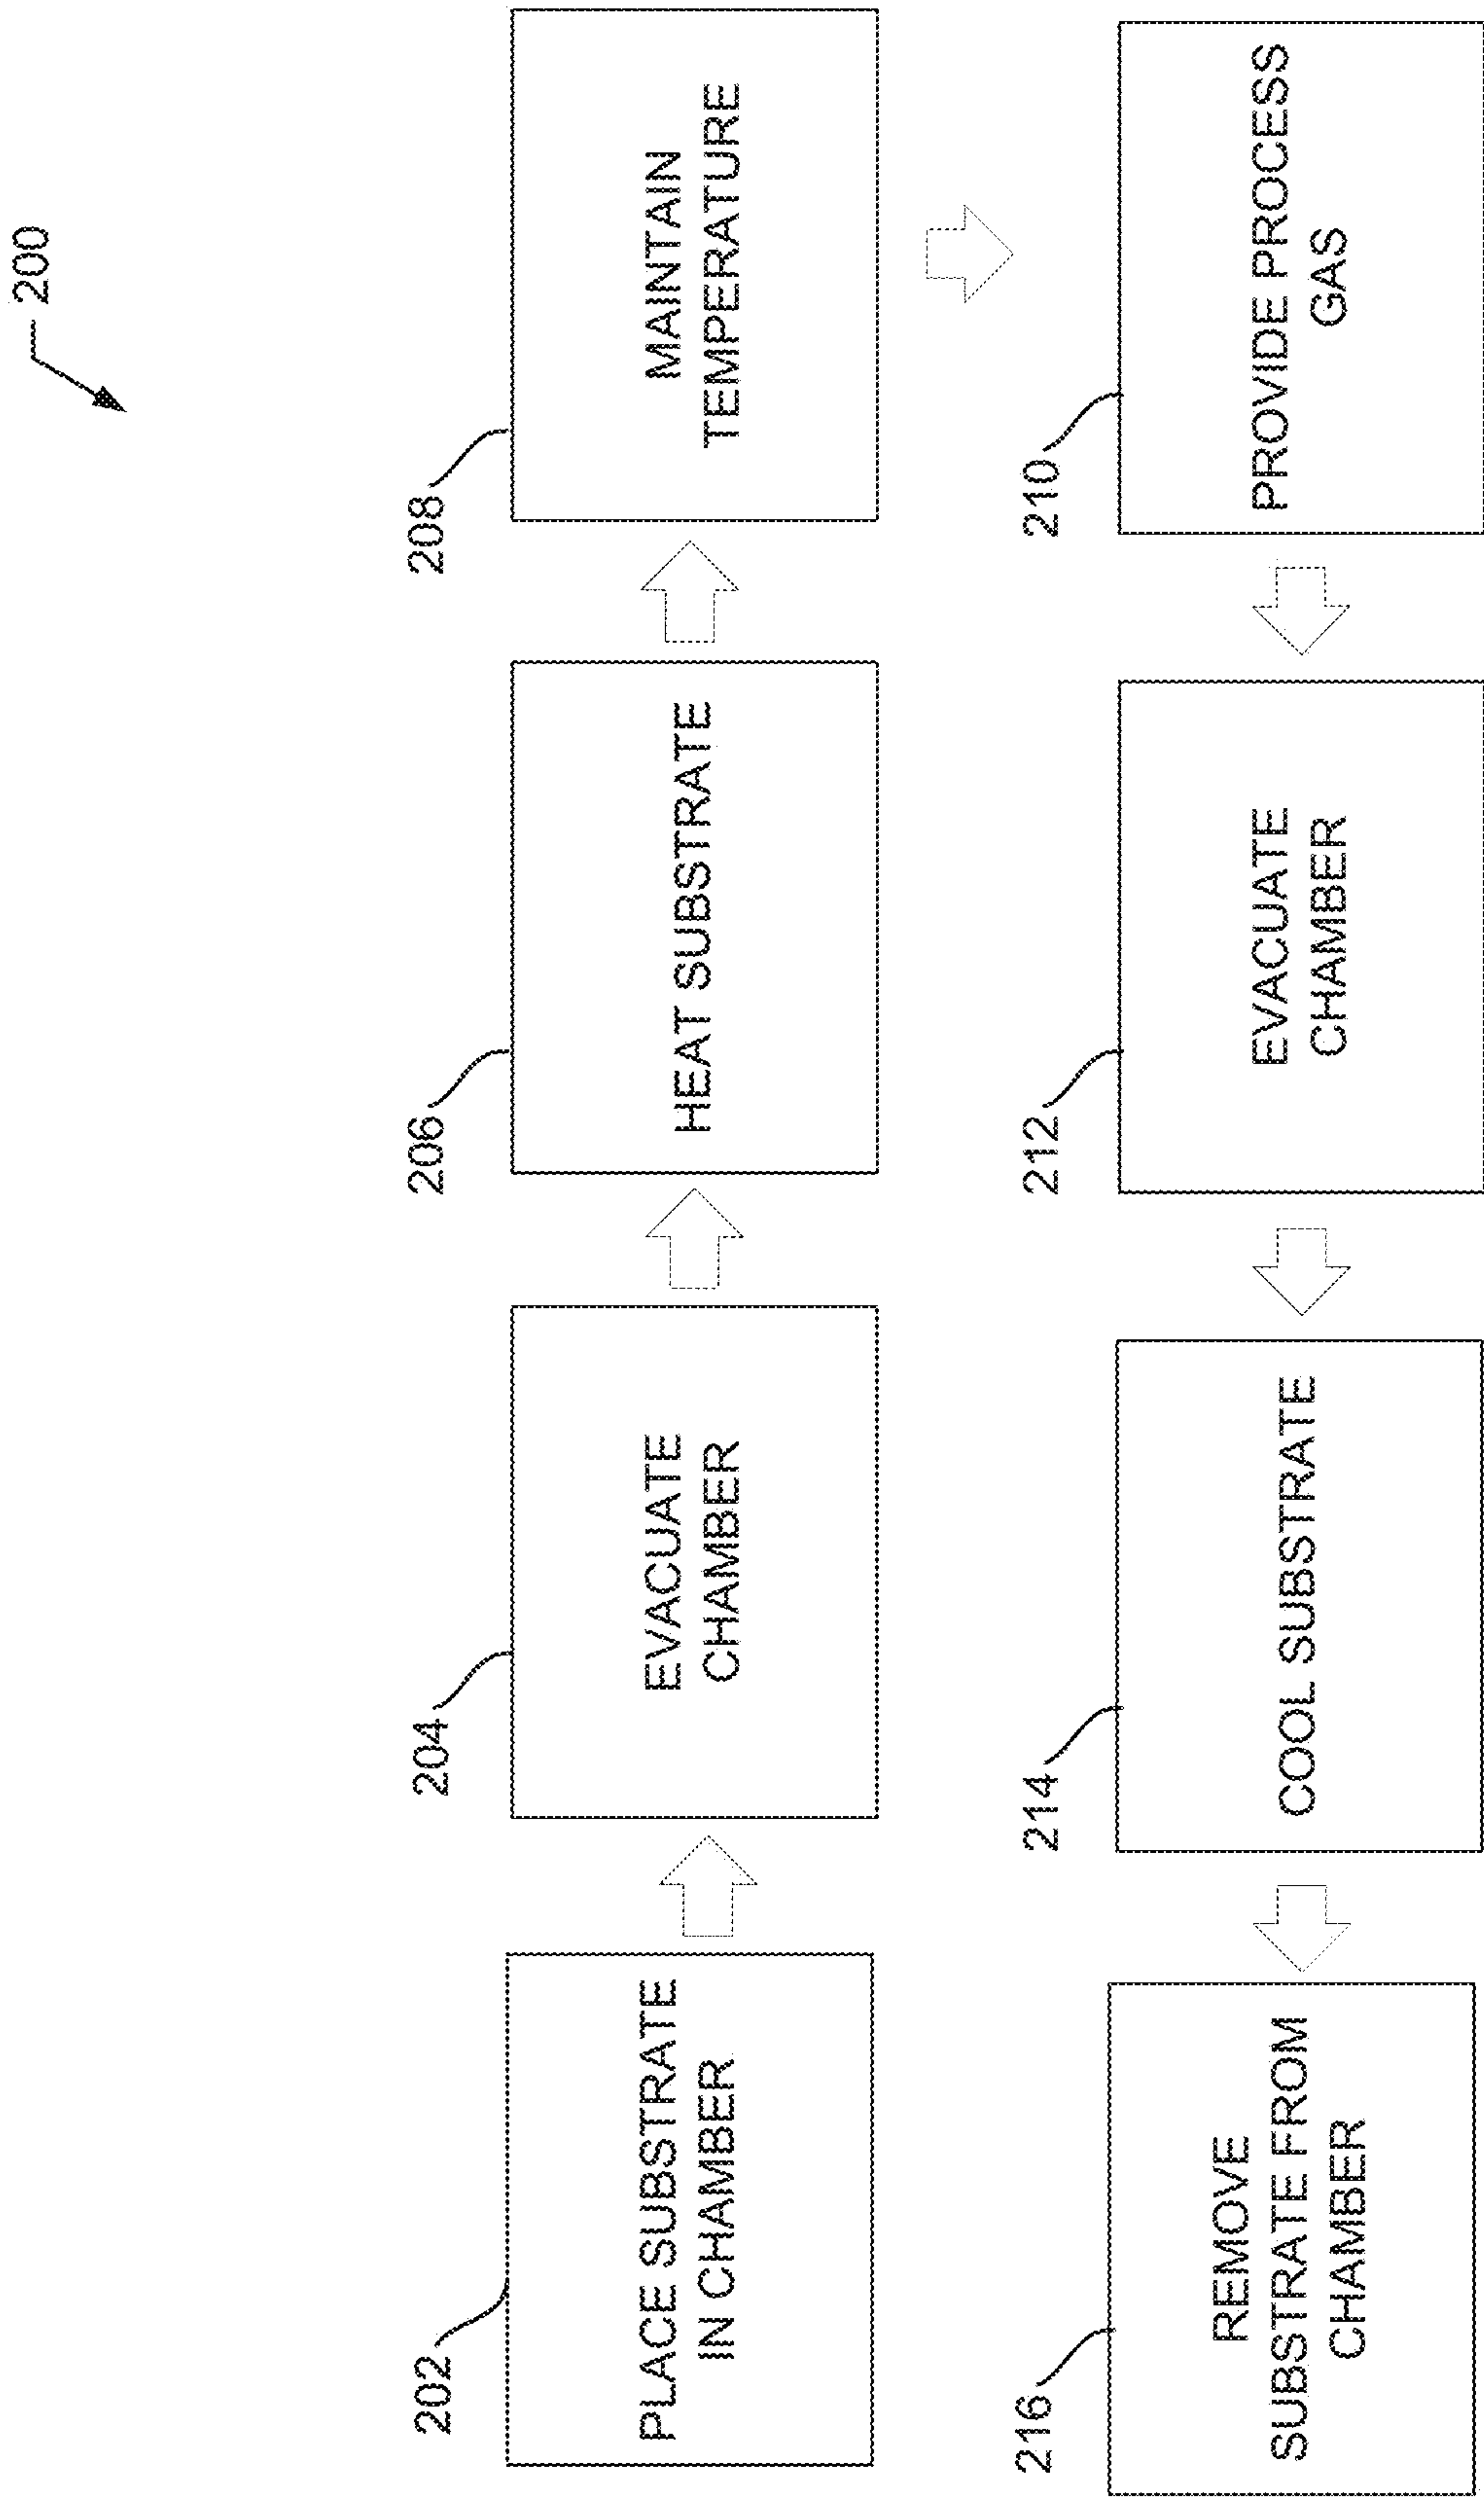 200
202
PLACE SUBSTRATE
IN CHAMBER
204
EVACUATE
CHAMBER
206
HEAT SUBSTRATE
208
MAINTAIN
TEMPERATURE
210
PROVIDE PROCESS
GAS
212
EVACUATE
CHAMBER
214
COOL SUBSTRATE
216
REMOVE
SUBSTRATE FROM
CHAMBER